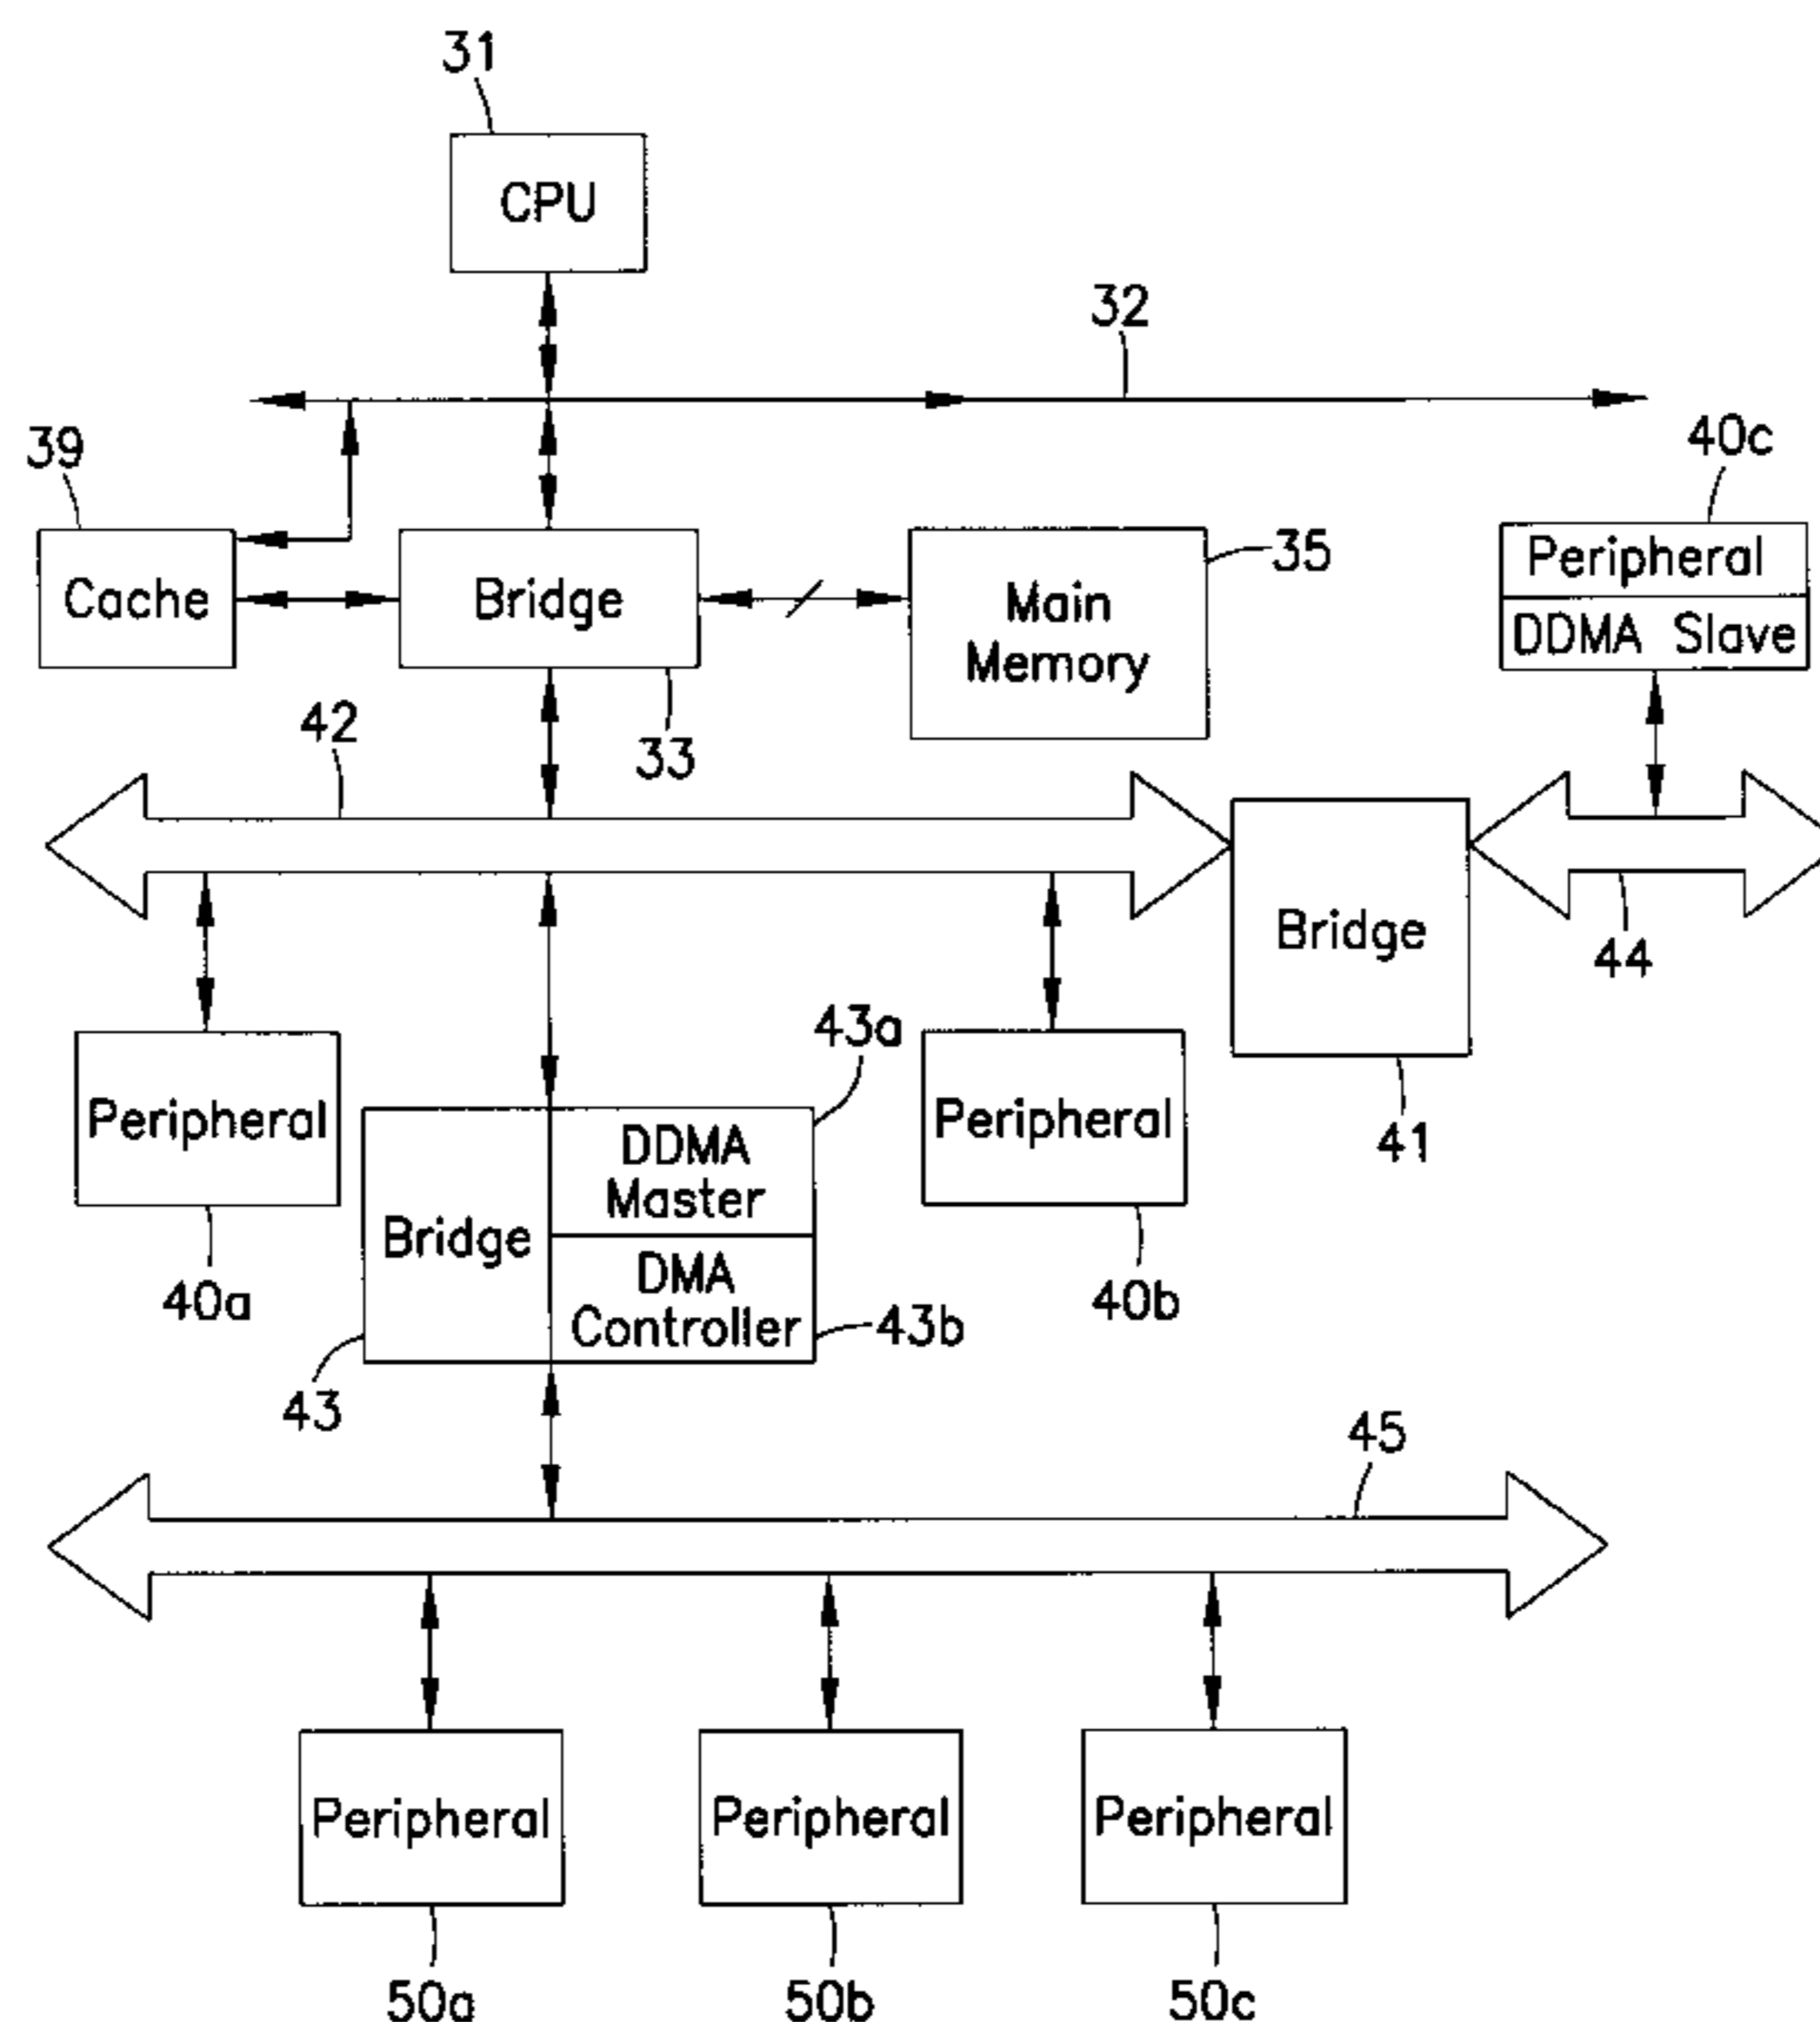 31
CPU
32
39
40c
Cache
Bridge
Main
Memory
35
Peripheral
DDMA Slave
42
33
Bridge
44
41
Peripheral
40a
43a
Bridge
DDMA
Master
DMA
Controller
43b
43
Peripheral
40b
45
Peripheral
Peripheral
Peripheral
50a
50b
50c